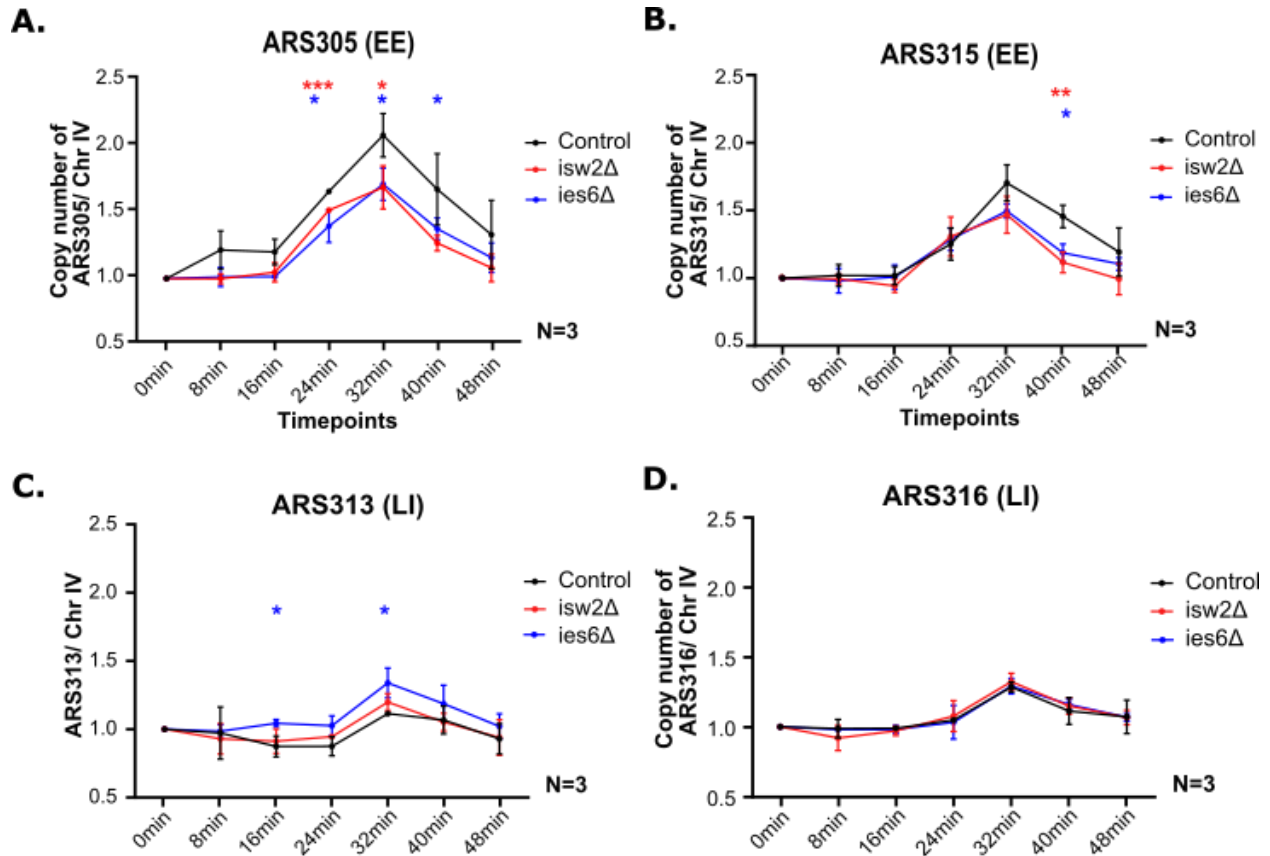 A.
ARS305 (EE)
Copy number of
ARS305/ Chr IV
2.5
2.0
1.5
1.0
0.5
***
*
*
*
*
Control
isw2Δ
ies6Δ
N=3
0min
8min
16min
24min
32min
40min
48min
Timepoints
B.
ARS315 (EE)
Copy number of
ARS315/ Chr IV
2.5
2.0
1.5
1.0
0.5
**
*
Control
isw2Δ
ies6Δ
N=3
0min
8min
16min
24min
32min
40min
48min
Timepoints
C.
ARS313 (LI)
ARS313/ Chr IV
2.5
2.0
1.5
1.0
0.5
*
*
Control
isw2Δ
ies6Δ
N=3
0min
8min
16min
24min
32min
40min
48min
D.
ARS316 (LI)
Copy number of
ARS316/ Chr IV
2.5
2.0
1.5
1.0
0.5
Control
isw2Δ
ies6Δ
N=3
0min
8min
16min
24min
32min
40min
48min